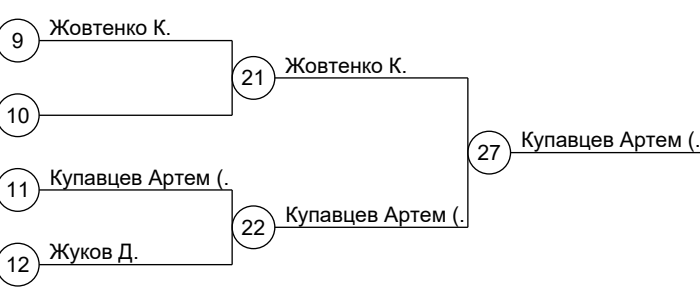 9
Жовтенко К.
21
Жовтенко К.
10
27
Купавцев Артем (.
11
Купавцев Артем (.
22
Купавцев Артем (.
12
Жуков Д.